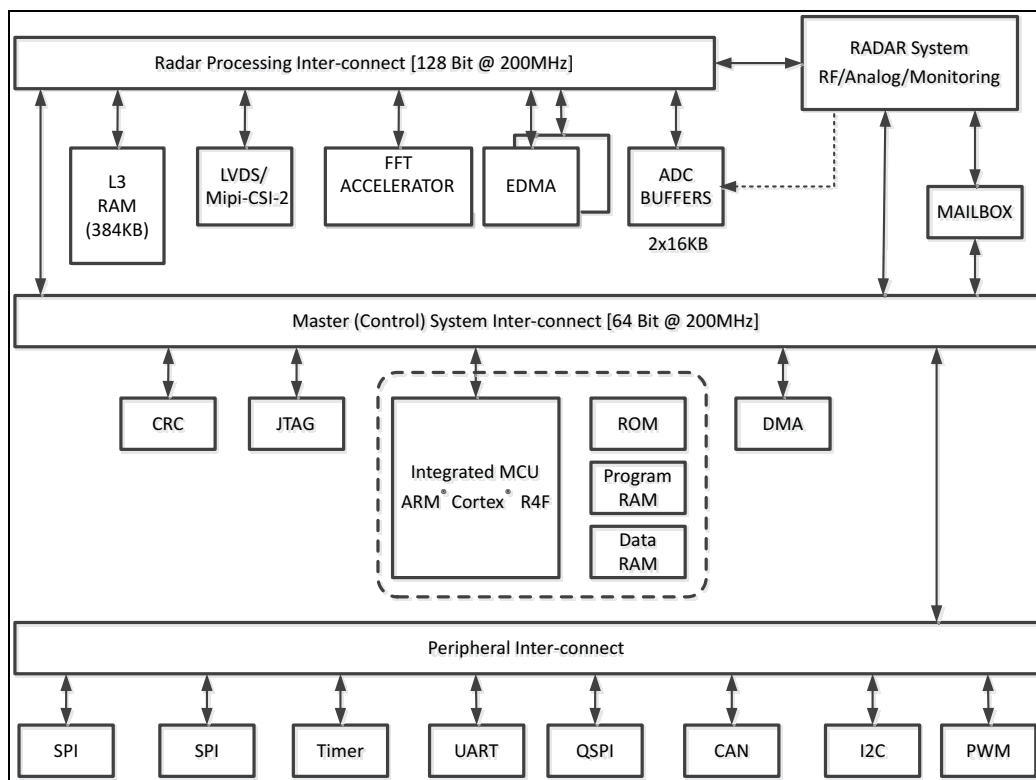 Radar Processing Inter-connect [128 Bit @ 200MHz]
RADAR System
RF/Analog/Monitoring
L3
RAM
(384KB)
LVDS/
Mipi-CSI-2
FFT
ACCELERATOR
EDMA
ADC
BUFFERS
2x16KB
MAILBOX
Master (Control) System Inter-connect [64 Bit @ 200MHz]
CRC
JTAG
Integrated MCU
ARM® Cortex® R4F
ROM
Program
RAM
Data
RAM
DMA
Peripheral Inter-connect
SPI
SPI
Timer
UART
QSPI
CAN
I2C
PWM